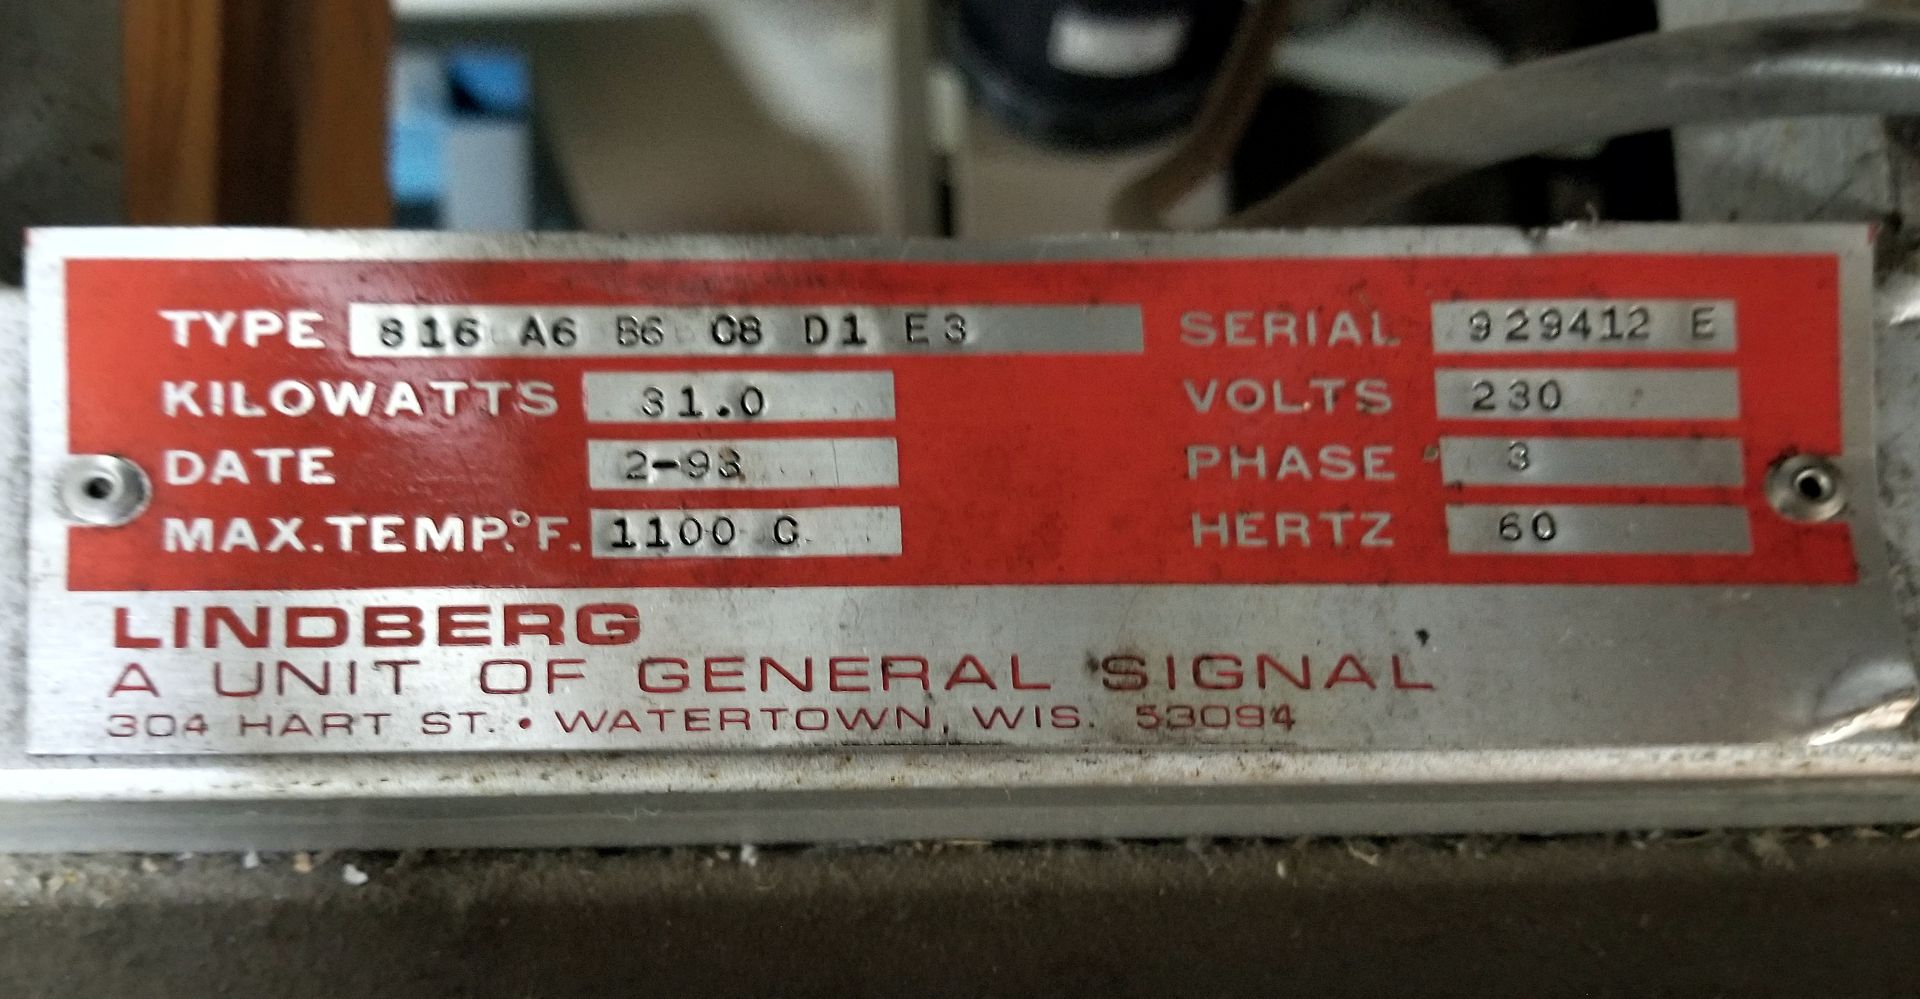 TYPE 816 A6 B6 C8 D1 E3 SERIAL 929412 E
KILOWATTS 31.0 VOLTS 230
DATE 2-93 PHASE 3
MAX.TEMP.°F. 1100 C HERTZ 60
LINDBERG
A UNIT OF GENERAL SIGNAL
304 HART ST. • WATERTOWN, WIS. 53094